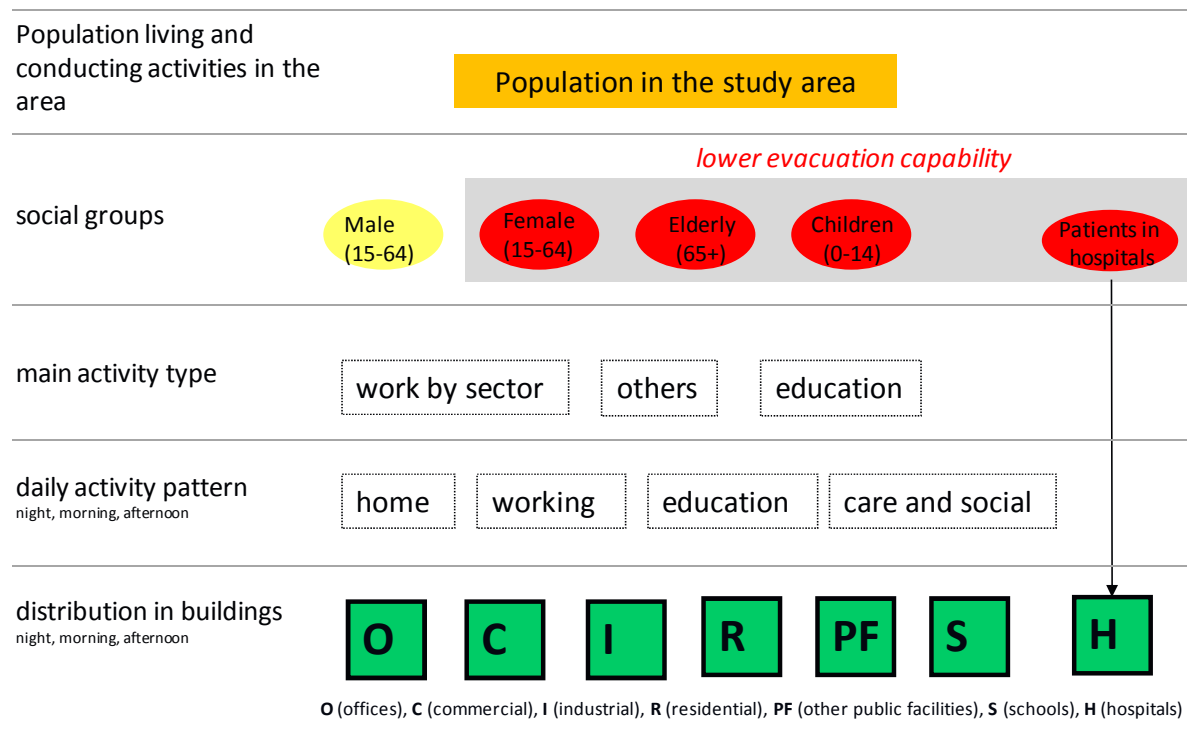 Population living and
conducting activities in the
area
Population in the study area
lower evacuation capability
social groups
Male
(15-64)
Female
(15-64)
Elderly
(65+)
Children
(0-14)
Patients in
hospitals
main activity type
work by sector
others
education
daily activity pattern
night, morning, afternoon
home
working
education
care and social
distribution in buildings
night, morning, afternoon
O
C
I
R
PF
S
H
O (offices), C (commercial), I (industrial), R (residential), PF (other public facilities), S (schools), H (hospitals)